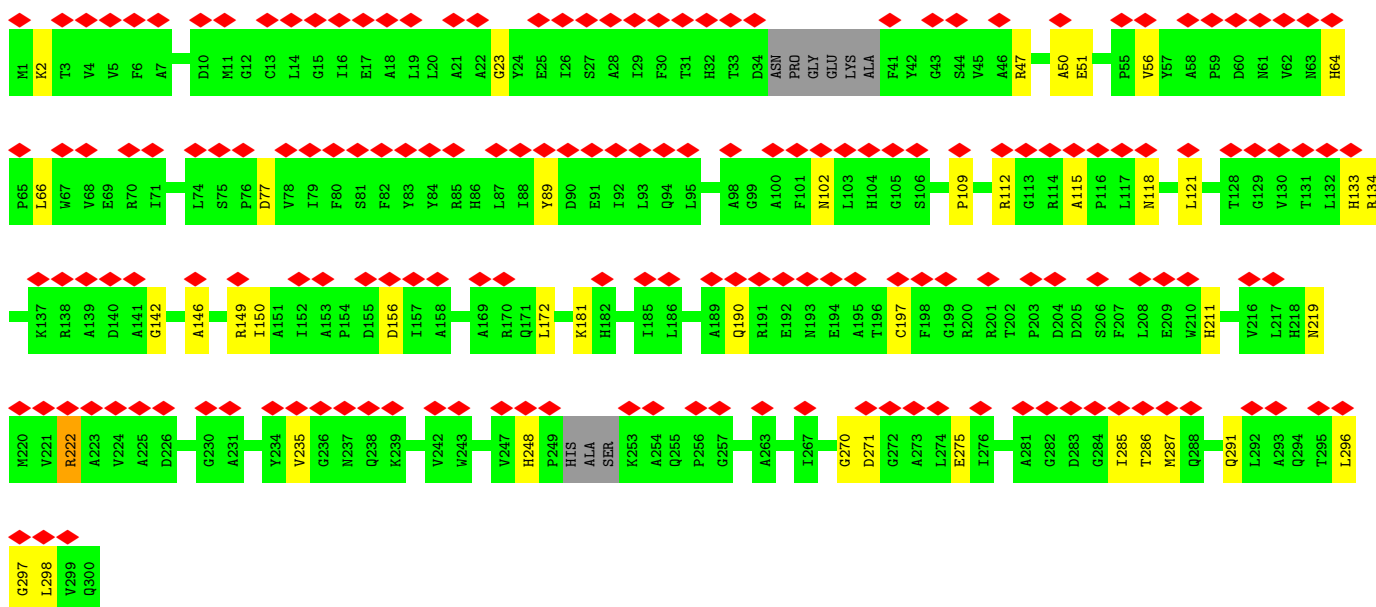 M1 K2 T3 V4 V5 F6 A7 D10 M11 G12 C13 L14 G15 I16 E17 A18 L19 L20 A21 A22 G23 Y24 E25 I26 S27 A28 I29 F30 T31 H32 T33 D34 ASN PRO GLY GLU LYS ALA F41 Y42 G43 S44 V45 A46 R47 A50 E51 P55 V56 Y57 A58 P59 D60 N61 V62 N63 H64
P65 L66 W67 V68 E69 R70 I71 L74 S75 P76 D77 V78 I79 F80 S81 F82 Y83 Y84 R85 H86 L87 I88 Y89 D90 E91 I92 L93 Q94 L95 A98 G99 A100 F101 N102 L103 H104 G105 S106 P109 R112 G113 R114 A115 P116 L117 N118 L121 T128 G129 V130 T131 L132 H133 R134
K137 R138 A139 D140 A141 G142 A146 R149 I150 A151 I152 A153 P154 D155 D156 I157 A158 A169 R170 Q171 L172 K181 H182 I185 L186 A189 Q190 R191 E192 N193 E194 A195 T196 C197 F198 G199 R200 R201 T202 P203 D204 D205 S206 F207 L208 E209 W210 H211 V216 L217 H218 N219
M220 V221 R222 A223 V224 A225 D226 G230 A231 Y234 V235 G236 N237 Q238 K239 V242 W243 V247 H248 P249 HIS ALA SER K253 A254 Q255 P256 G257 A263 I267 G270 D271 G272 A273 L274 E275 I276 A281 G282 D283 G284 I285 T286 M287 Q288 Q291 L292 A293 Q294 T295 L296
G297 L298 V299 Q300